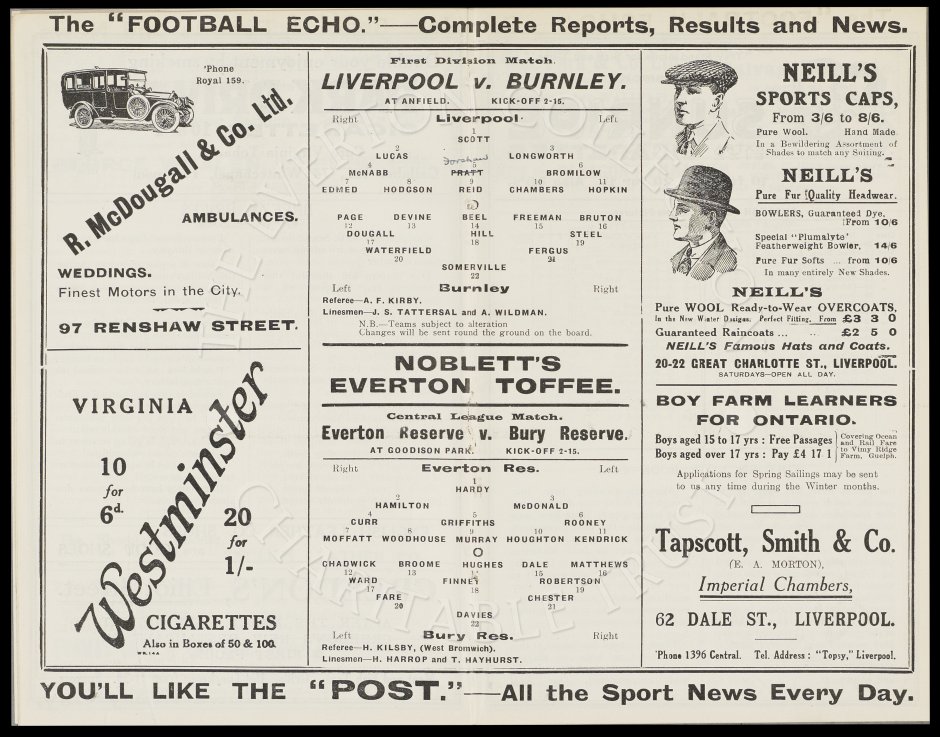 The "FOOTBALL ECHO."—Complete Reports, Results and News.
'Phone
Royal 159.
R. McDougall & Co. Ltd.
AMBULANCES.
WEDDINGS.
Finest Motors in the City.
97 RENSHAW STREET.
VIRGINIA
10
for
6d.
Westminster
20
for
1/-
CIGARETTES
Also in Boxes of 50 & 100.
W.R. 14A
First Division Match.
LIVERPOOL v. BURNLEY.
AT ANFIELD. KICK-OFF 2-15.
Right Liverpool Left
1
SCOTT
2 3
LUCAS LONGWORTH
4 5 6
McNABB PRATT BROMILOW
7 8 9 10 11
EDMED HODGSON REID CHAMBERS HOPKIN
O
PAGE DEVINE BEEL FREEMAN BRUTON
12 13 14 15 16
DOUGALL HILL STEEL
17 18 19
WATERFIELD FERGUS
20 21
SOMERVILLE
22
Left Burnley Right
Referee—A. F. KIRBY.
Linesmen—J. S. TATTERSAL and A. WILDMAN.
N.B.—Teams subject to alteration
Changes will be sent round the ground on the board.
NOBLETT'S
EVERTON TOFFEE.
Central League Match.
Everton Reserve v. Bury Reserve.
AT GOODISON PARK. KICK-OFF 2-15.
Right Everton Res. Left
1
HARDY
2 3
HAMILTON McDONALD
4 5 6
CURR GRIFFITHS ROONEY
7 8 9 10 11
MOFFATT WOODHOUSE MURRAY HOUGHTON KENDRICK
O
CHADWICK BROOME HUGHES DALE MATTHEWS
12 13 14 15 16
WARD FINNEY ROBERTSON
17 18 19
FARE CHESTER
20 21
DAVIES
22
Left Bury Res. Right
Referee—H. KILSBY, (West Bromwich).
Linesmen—H. HARROP and T. HAYHURST.
NEILL'S
SPORTS CAPS,
From 3/6 to 8/6.
Pure Wool. Hand Made
In a Bewildering Assortment of
Shades to match any Suiting.
NEILL'S
Pure Fur Quality Headwear.
BOWLERS, Guaranteed Dye,
From 10/6
Special "Plumalyte"
Featherweight Bowler, 14/6
Pure Fur Softs ... from 10/6
In many entirely New Shades.
NEILL'S
Pure WOOL Ready-to-Wear OVERCOATS,
In the New Winter Designs. Perfect Fitting. From £3 3 0
Guaranteed Raincoats ... £2 5 0
NEILL'S Famous Hats and Coats.
20-22 GREAT CHARLOTTE ST., LIVERPOOL.
SATURDAYS—OPEN ALL DAY.
BOY FARM LEARNERS
FOR ONTARIO.
Boys aged 15 to 17 yrs : Free Passages
Boys aged over 17 yrs : Pay £4 17 1
Covering Ocean
and Rail Fare
to Vimy Ridge
Farm, Guelph.
Applications for Spring Sailings may be sent
to us any time during the Winter months.
Tapscott, Smith & Co.
(E. A. MORTON),
Imperial Chambers,
62 DALE ST., LIVERPOOL.
'Phone 1396 Central. Tel. Address : "Topsy," Liverpool.
YOU'LL LIKE THE "POST."—All the Sport News Every Day.
THE EVERTON COLLECTION
CHARITABLE TRUST